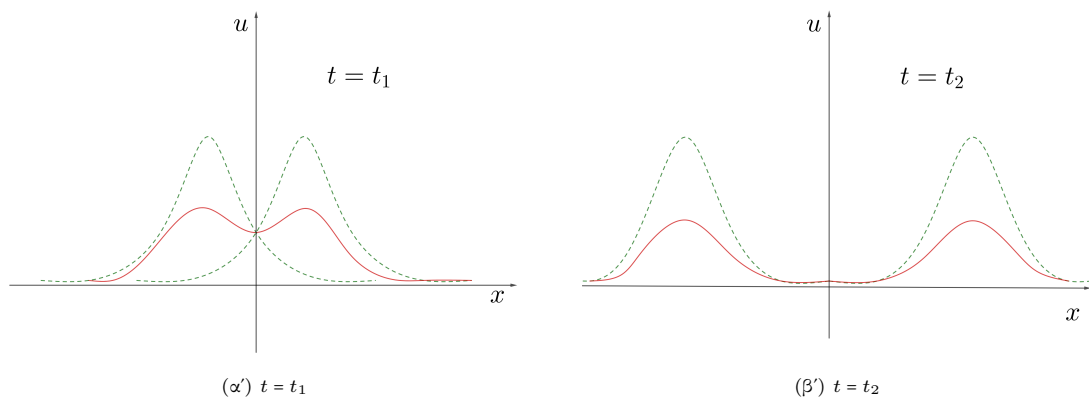 u
t = t₁
x
(α′) t = t₁
u
t = t₂
x
(β′) t = t₂